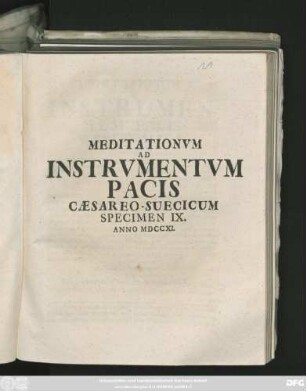 MEDITATIONVM
AD
INSTRVMENTVM
PACIS
CÆSAREO-SUECICUM
SPECIMEN IX.
ANNO MDCCXI.